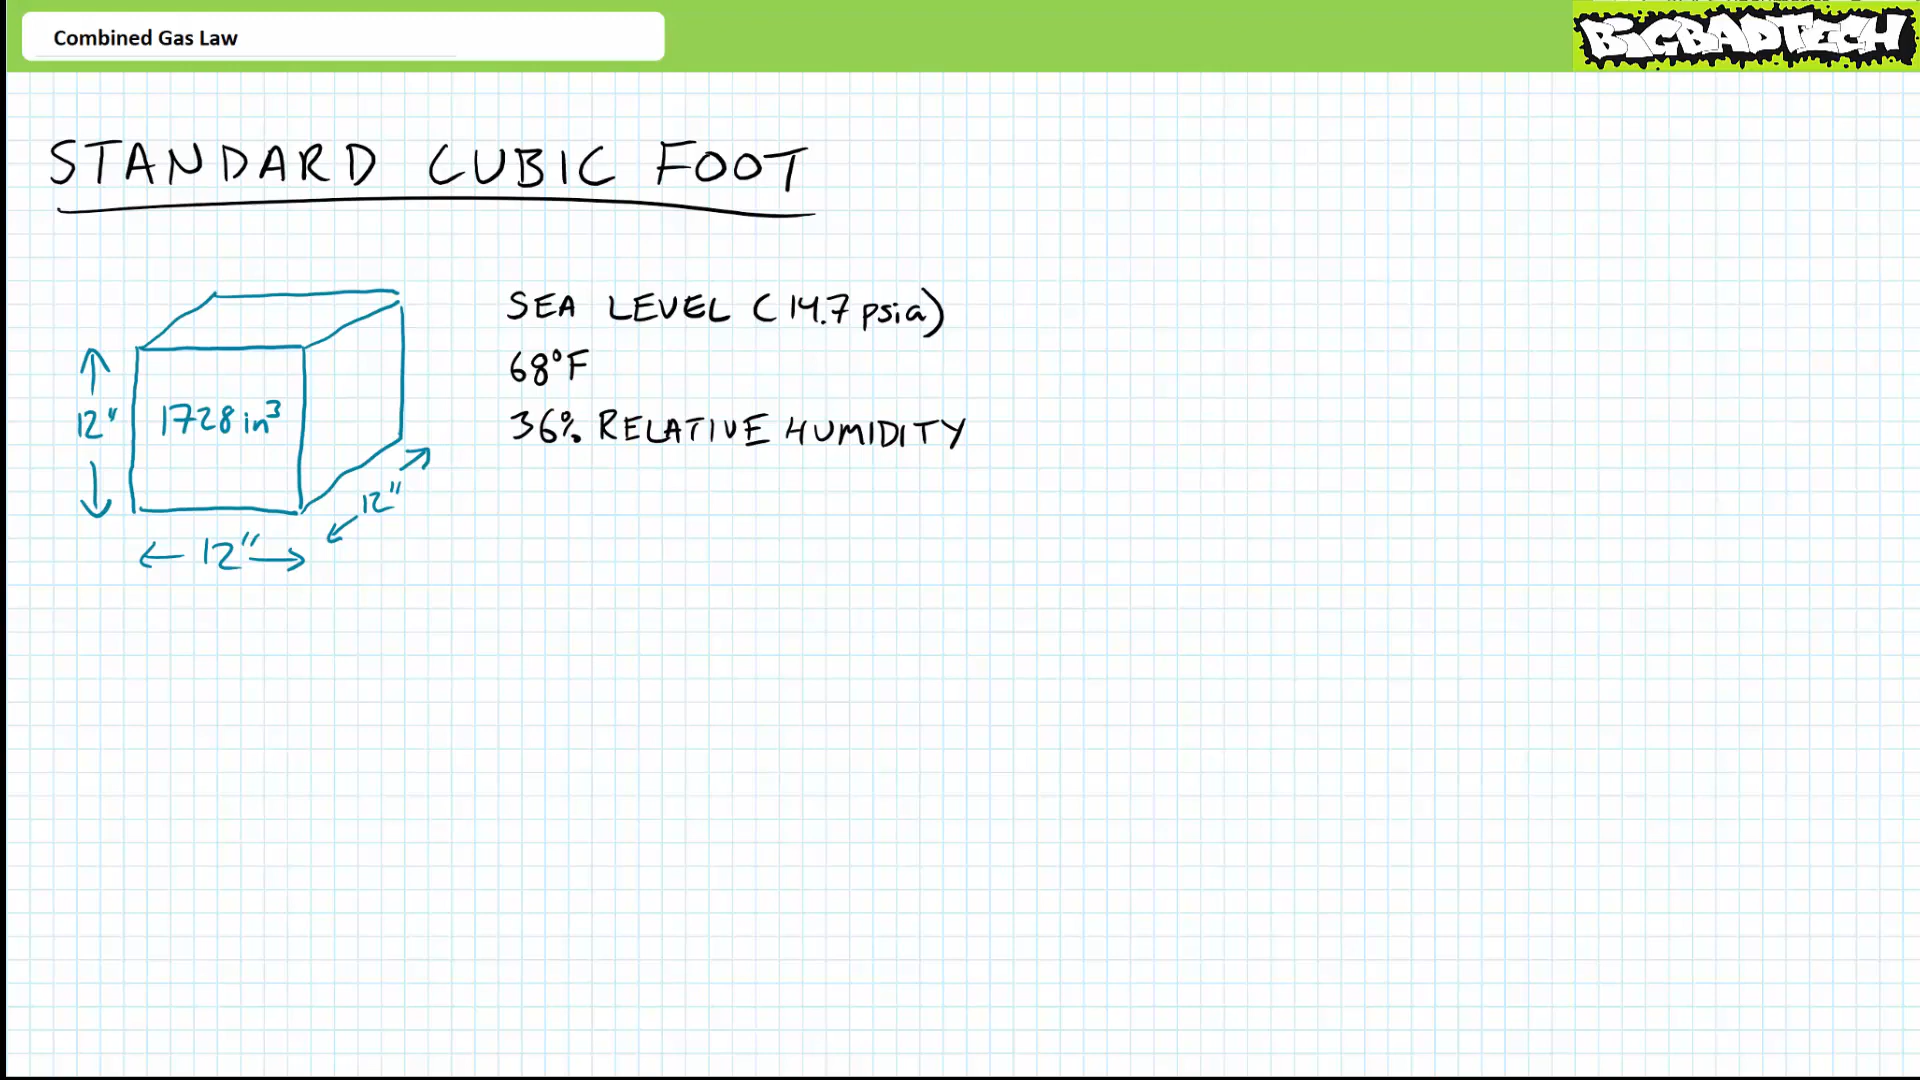 Combined Gas Law
BIGBADTECH
STANDARD CUBIC FOOT
SEA LEVEL (14.7 psia)
68°F
36% RELATIVE HUMIDITY
12"
1728 in³
12"
12"